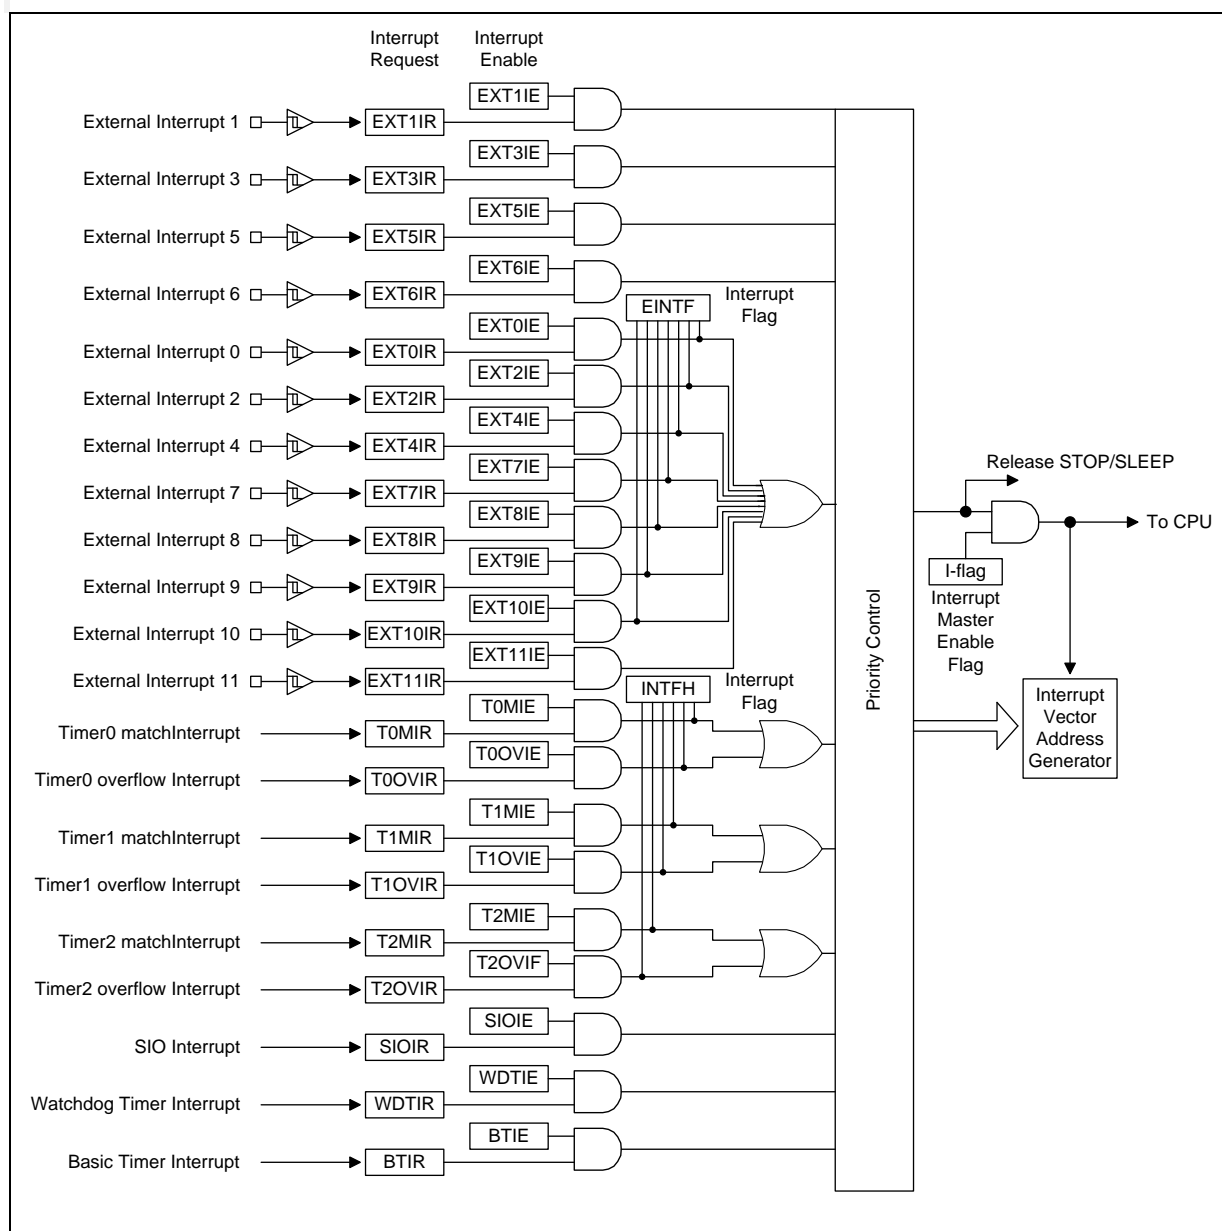 Interrupt
Request
Interrupt
Enable
EXT1IE
External Interrupt 1
EXT1IR
EXT3IE
External Interrupt 3
EXT3IR
EXT5IE
External Interrupt 5
EXT5IR
EXT6IE
External Interrupt 6
EXT6IR
EINTF
Interrupt
Flag
EXT0IE
External Interrupt 0
EXT0IR
EXT2IE
External Interrupt 2
EXT2IR
EXT4IE
External Interrupt 4
EXT4IR
EXT7IE
External Interrupt 7
EXT7IR
EXT8IE
External Interrupt 8
EXT8IR
EXT9IE
External Interrupt 9
EXT9IR
EXT10IE
External Interrupt 10
EXT10IR
EXT11IE
External Interrupt 11
EXT11IR
INTFH
Interrupt
Flag
T0MIE
Timer0 matchInterrupt
T0MIR
T0OVIE
Timer0 overflow Interrupt
T0OVIR
T1MIE
Timer1 matchInterrupt
T1MIR
T1OVIE
Timer1 overflow Interrupt
T1OVIR
T2MIE
Timer2 matchInterrupt
T2MIR
T2OVIF
Timer2 overflow Interrupt
T2OVIR
SIOIE
SIO Interrupt
SIOIR
WDTIE
Watchdog Timer Interrupt
WDTIR
BTIE
Basic Timer Interrupt
BTIR
Priority Control
Release STOP/SLEEP
To CPU
I-flag
Interrupt
Master
Enable
Flag
Interrupt
Vector
Address
Generator